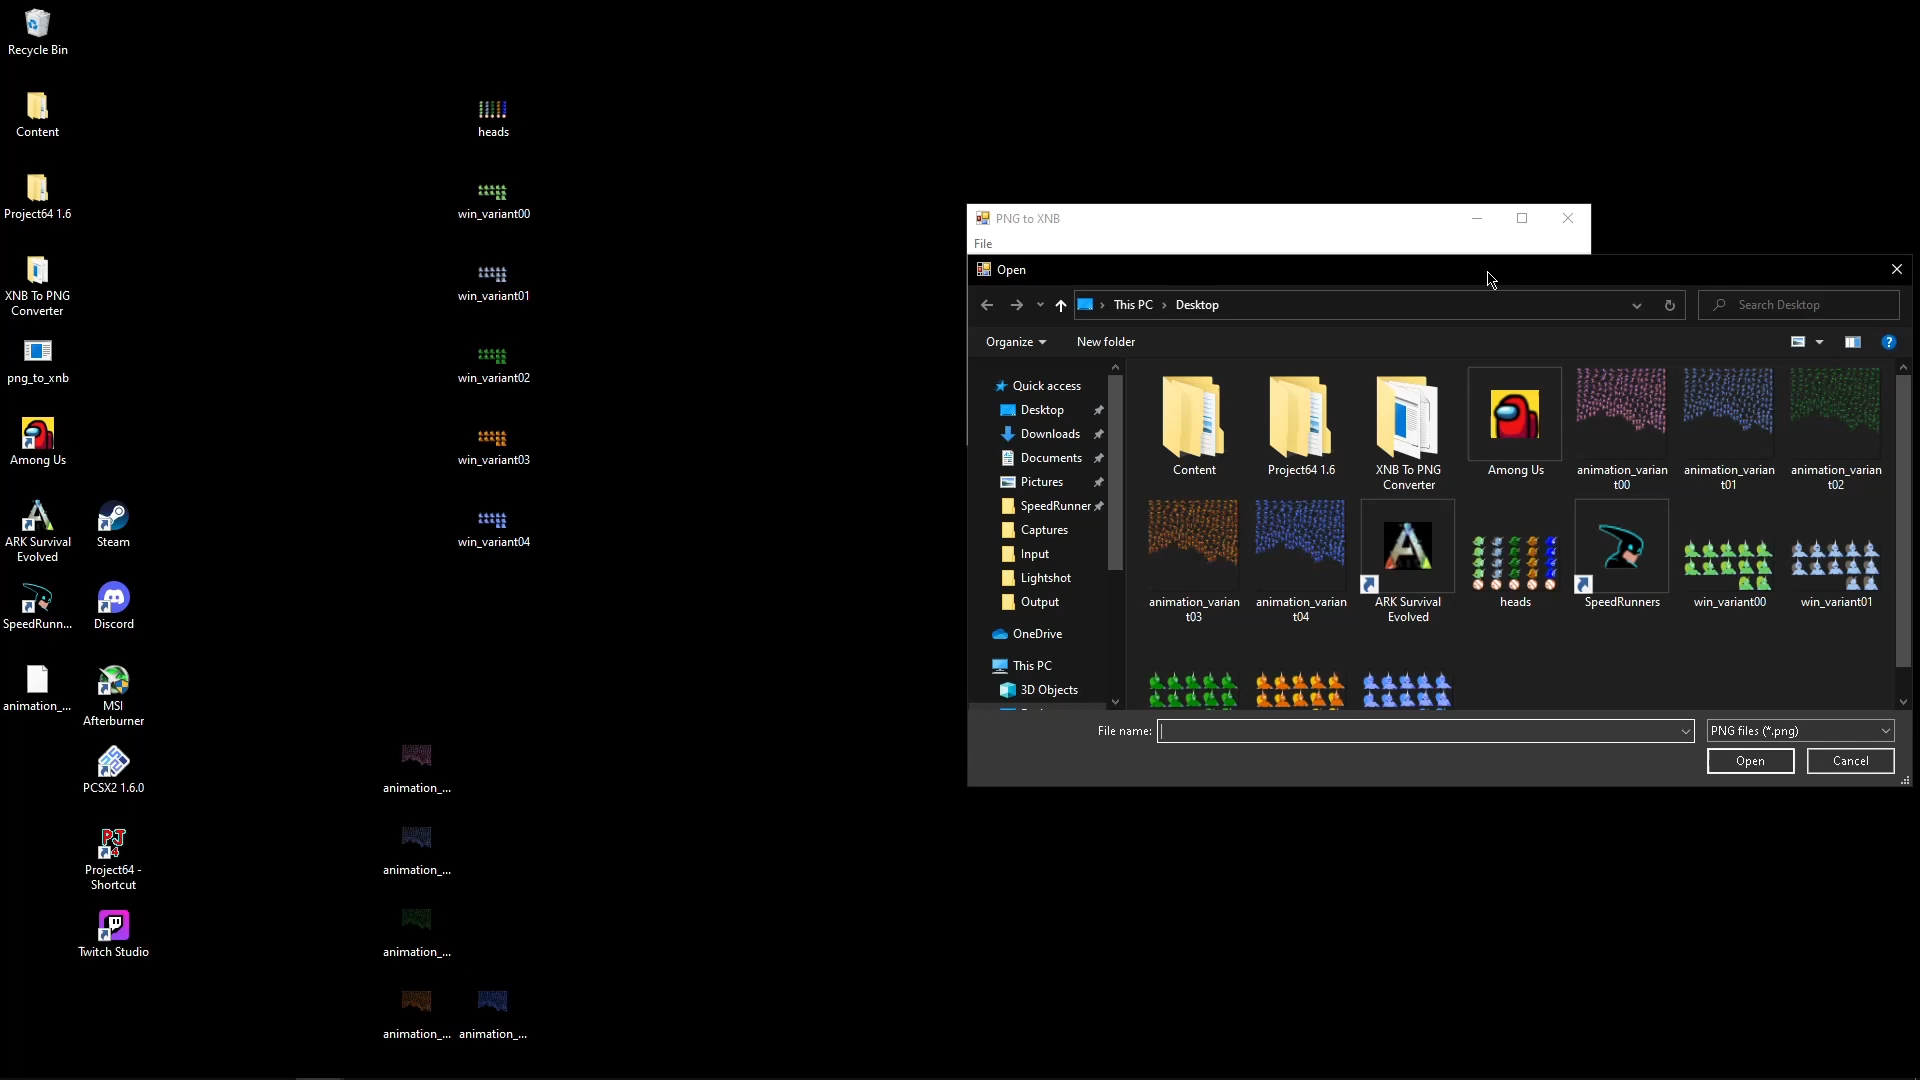 Recycle Bin
Content
Project64 1.6
XNB To PNG
Converter
png_to_xnb
Among Us
ARK Survival
Evolved
Steam
SpeedRunn...
Discord
animation_...
MSI
Afterburner
PCSX2 1.6.0
Project64 -
Shortcut
Twitch Studio
heads
win_variant00
win_variant01
win_variant02
win_variant03
win_variant04
animation_...
animation_...
animation_...
animation_...
animation_...
PNG to XNB
File
Open
This PC
Desktop
Search Desktop
Organize
New folder
Quick access
Desktop
Downloads
Documents
Pictures
SpeedRunner
Captures
Input
Lightshot
Output
OneDrive
This PC
3D Objects
Content
Project64 1.6
XNB To PNG
Converter
Among Us
animation_varian
t00
animation_varian
t01
animation_varian
t02
animation_varian
t03
animation_varian
t04
ARK Survival
Evolved
heads
SpeedRunners
win_variant00
win_variant01
File name:
PNG files (*.png)
Open
Cancel